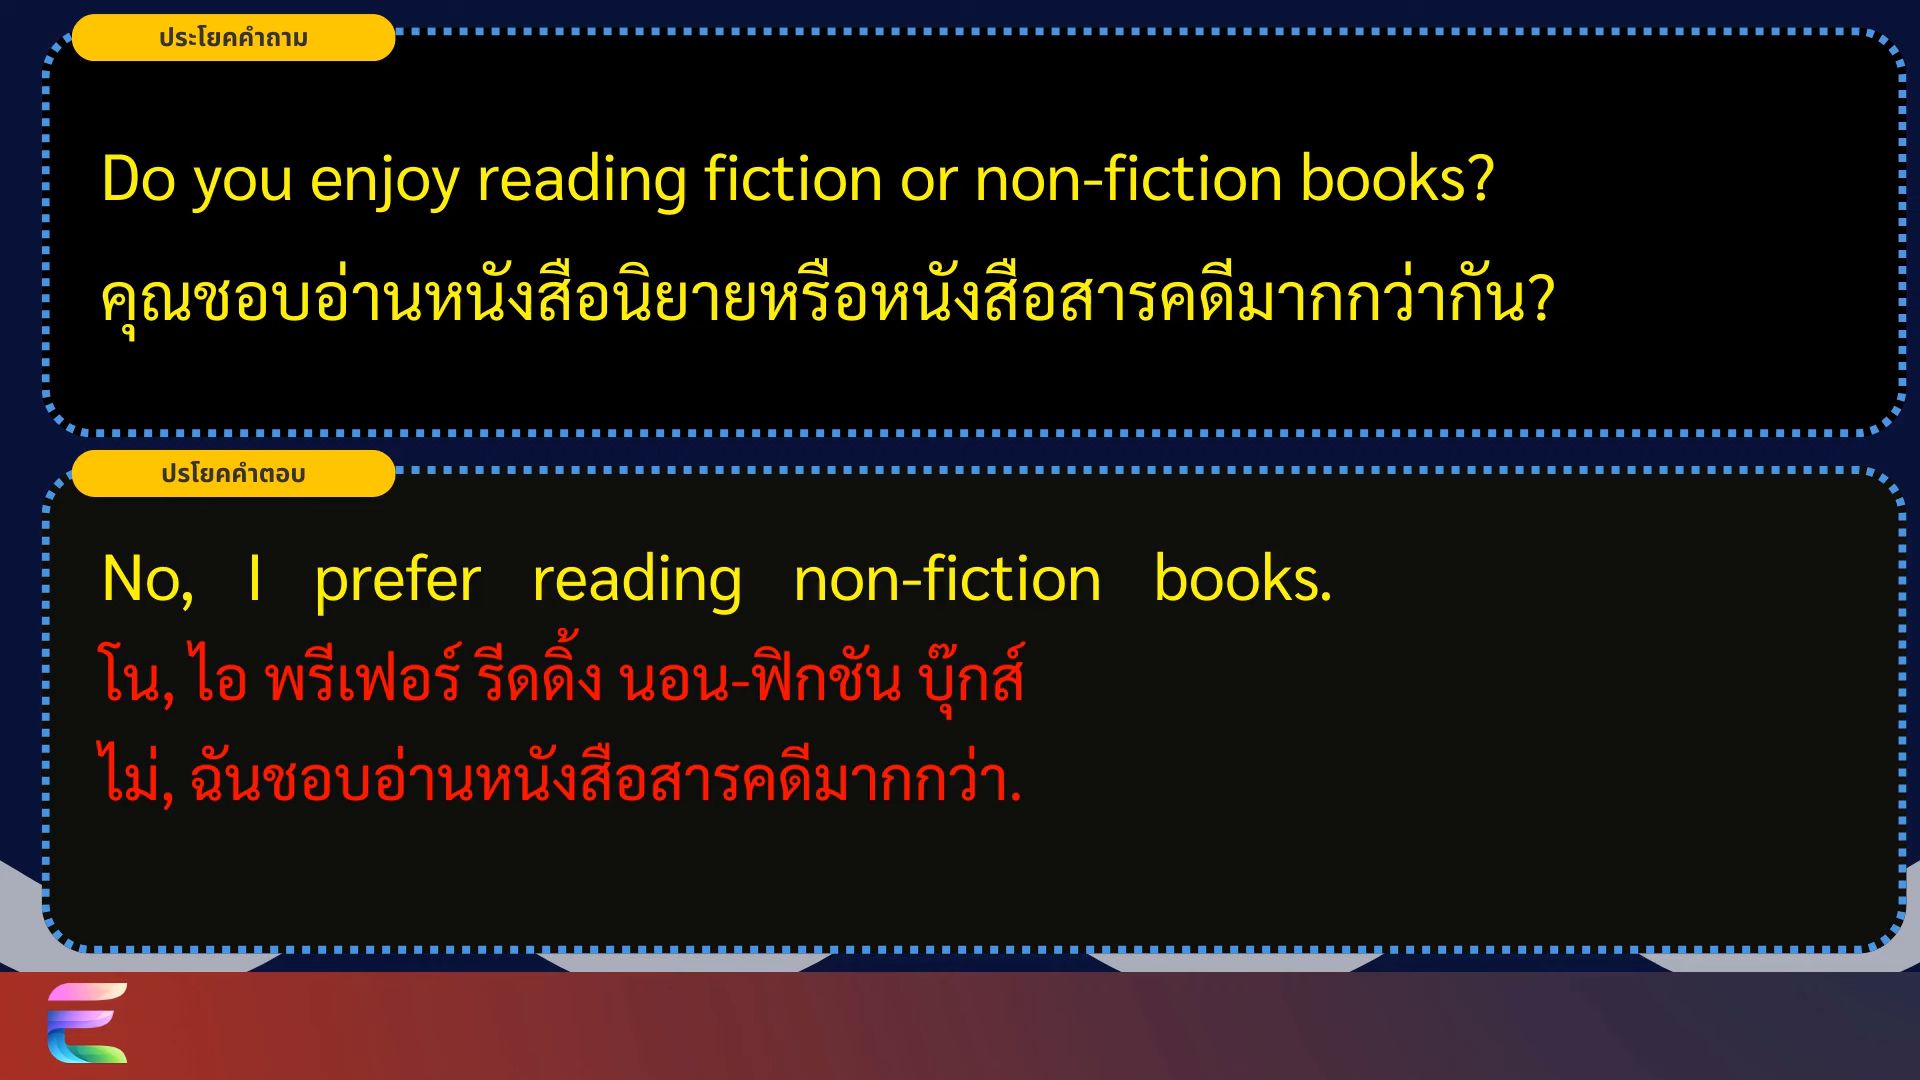 ประโยคคำถาม
Do you enjoy reading fiction or non-fiction books?
คุณชอบอ่านหนังสือนิยายหรือหนังสือสารคดีมากกว่ากัน?
ปรโยคคำตอบ
No, I prefer reading non-fiction books.
โน, ไอ พรีเฟอร์ รีดดิ้ง นอน-ฟิกชัน บุ๊กส์
ไม่, ฉันชอบอ่านหนังสือสารคดีมากกว่า.